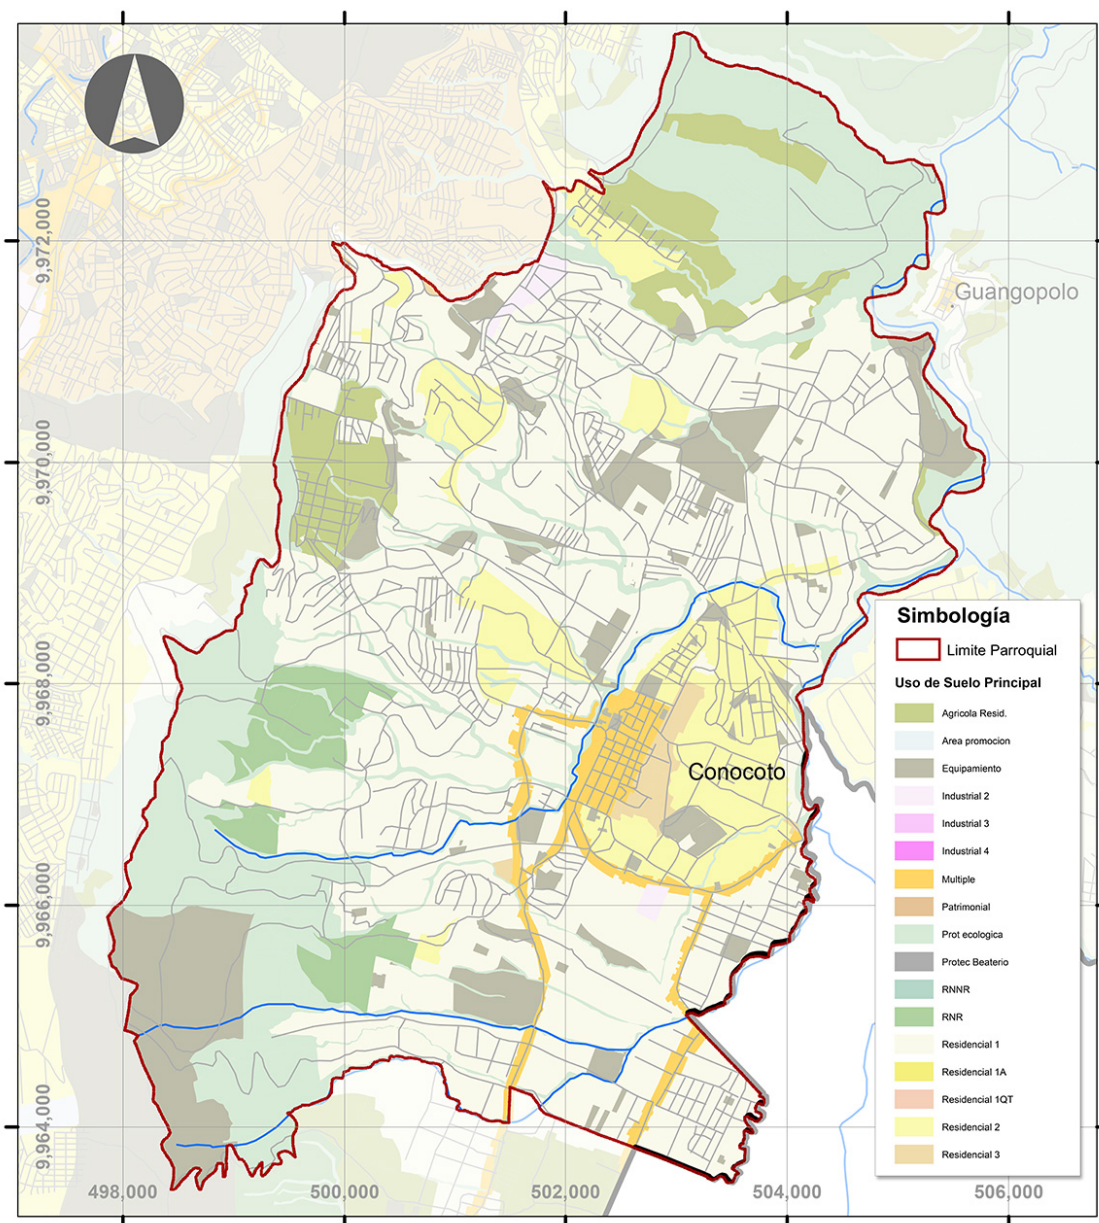 9,972,000
Guangopolo
9,970,000
9,968,000
Conocoto
9,966,000
9,964,000
498,000
500,000
502,000
504,000
506,000
Simbología
Limite Parroquial
Uso de Suelo Principal
Agricola Resid.
Area promocion
Equipamiento
Industrial 2
Industrial 3
Industrial 4
Multiple
Patrimonial
Prot ecologica
Protec Beaterio
RNNR
RNR
Residencial 1
Residencial 1A
Residencial 1QT
Residencial 2
Residencial 3